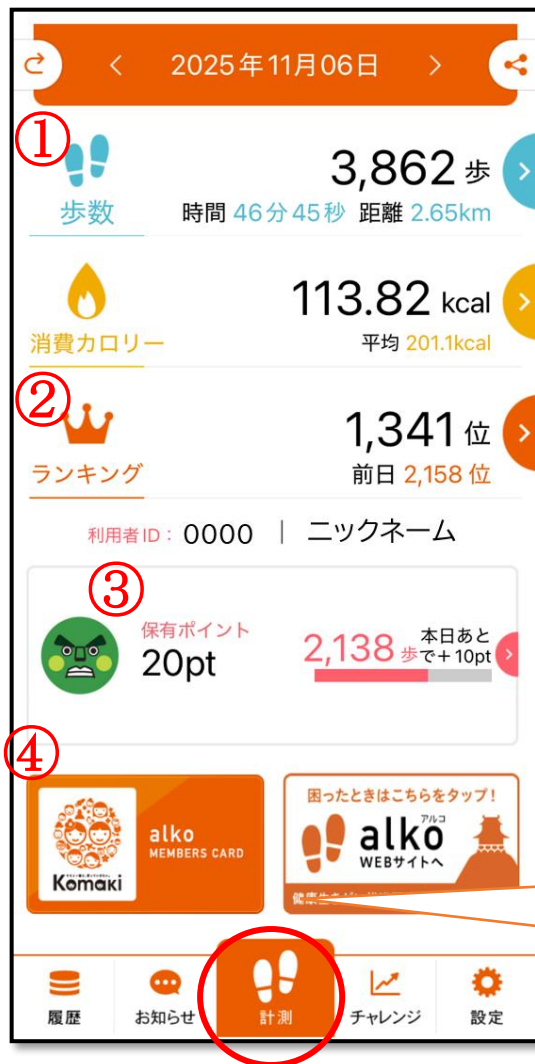 2025年11月06日
①
3,862 歩
歩数
時間 46分45秒 距離 2.65km
113.82 kcal
消費カロリー
平均 201.1kcal
②
1,341 位
ランキング
前日 2,158 位
利用者ID： 0000 | ニックネーム
③
保有ポイント
20pt
2,138 歩
本日あと
で+10pt
④
Komaki
alko
MEMBERS CARD
困ったときはこちらをタップ!
アルコ
alko
WEBサイトへ
履歴
お知らせ
計測
チャレンジ
設定